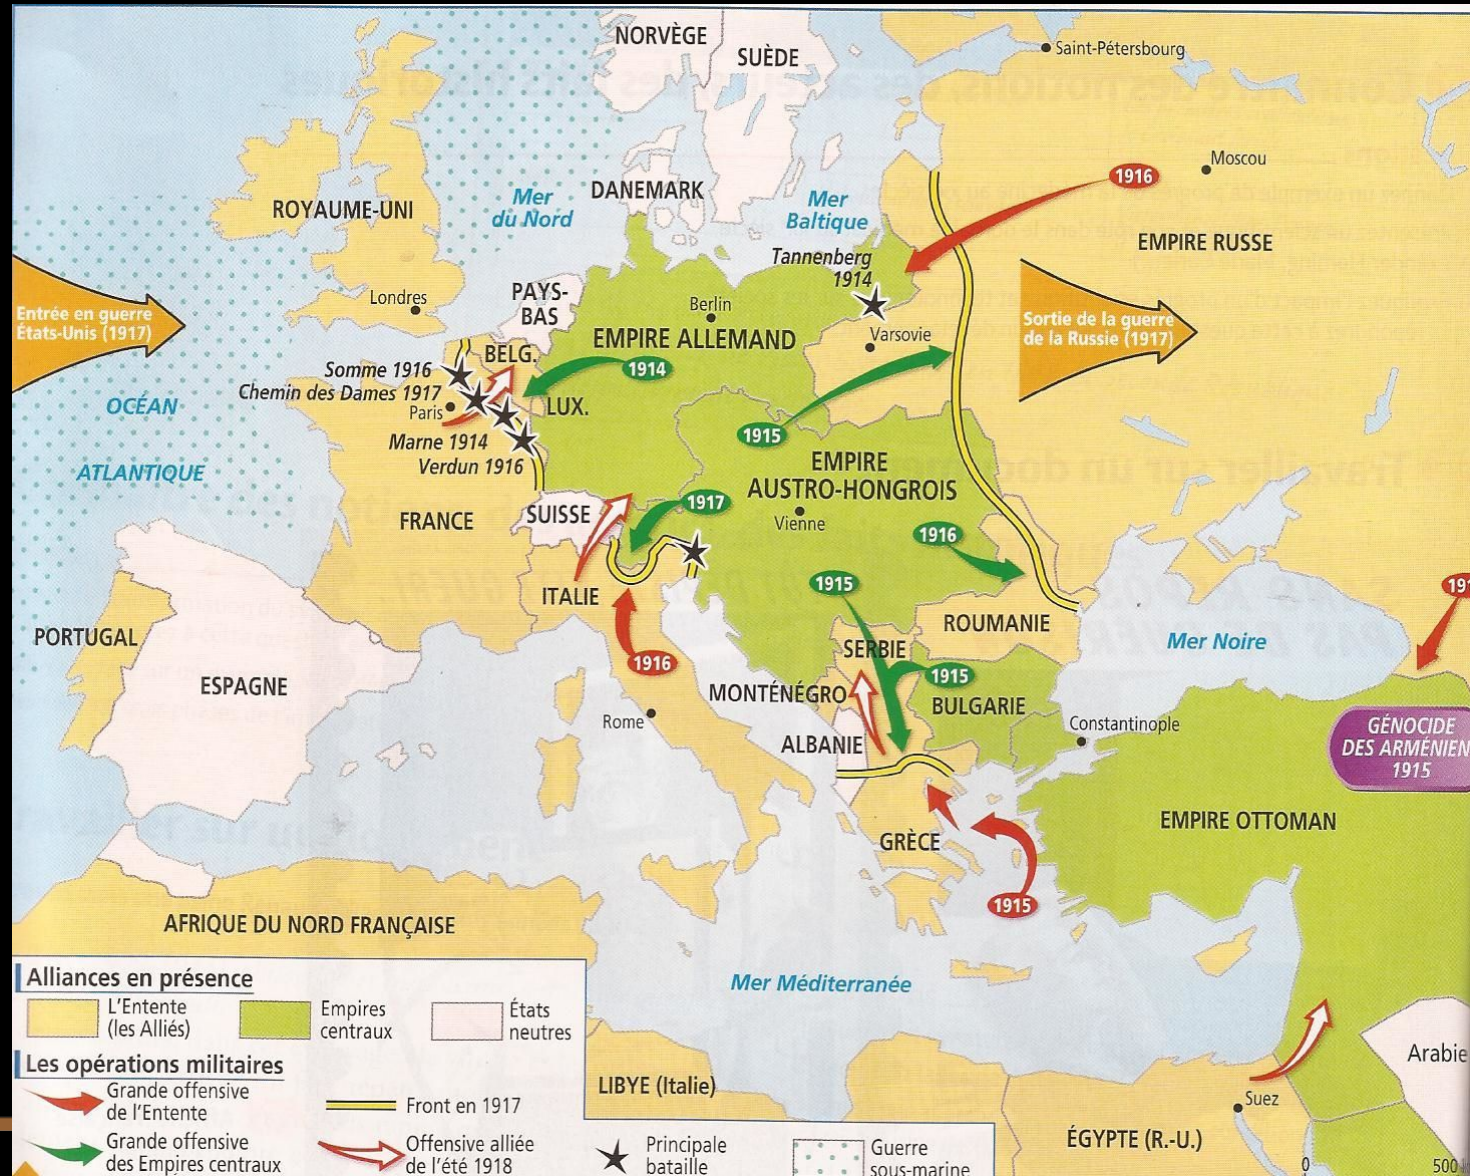 NORVÈGE
SUÈDE
Saint-Pétersbourg
Moscou
1916
DANEMARK
Mer
du Nord
Mer
Baltique
ROYAUME-UNI
EMPIRE RUSSE
Tannenberg
1914
Londres
PAYS-
BAS
Berlin
EMPIRE ALLEMAND
Varsovie
Entrée en guerre
États-Unis (1917)
Sortie de la guerre
de la Russie (1917)
BELG.
1914
Somme 1916
Chemin des Dames 1917
Paris
LUX.
OCÉAN
ATLANTIQUE
Marne 1914
Verdun 1916
1915
EMPIRE
AUSTRO-HONGROIS
Vienne
FRANCE
SUISSE
1917
1916
1915
ITALIE
PORTUGAL
ESPAGNE
ROUMANIE
Mer Noire
SERBIE
1916
1915
MONTÉNÉGRO
BULGARIE
Rome
Constantinople
ALBANIE
GÉNOCIDE
DES ARMÉNIEN
1915
EMPIRE OTTOMAN
GRÈCE
1915
AFRIQUE DU NORD FRANÇAISE
Mer Méditerranée
Arabie
LIBYE (Italie)
Suez
ÉGYPTE (R.-U.)
0
500
Alliances en présence
L'Entente
(les Alliés)
Empires
centraux
États
neutres
Les opérations militaires
Grande offensive
de l'Entente
Front en 1917
Grande offensive
des Empires centraux
Offensive alliée
de l'été 1918
Principale
bataille
Guerre
sous-marine